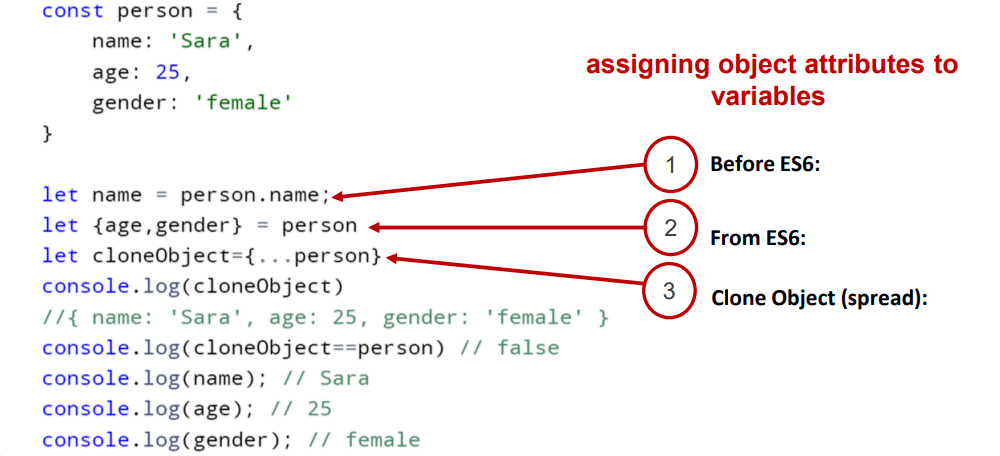 const person = {
    name: 'Sara',
    age: 25,
    gender: 'female'
}
assigning object attributes to
variables
let name = person.name;
let {age,gender} = person
let cloneObject={...person}
console.log(cloneObject)
//{ name: 'Sara', age: 25, gender: 'female' }
console.log(cloneObject==person) // false
console.log(name); // Sara
console.log(age); // 25
console.log(gender); // female
1 Before ES6:
2 From ES6:
3 Clone Object (spread):